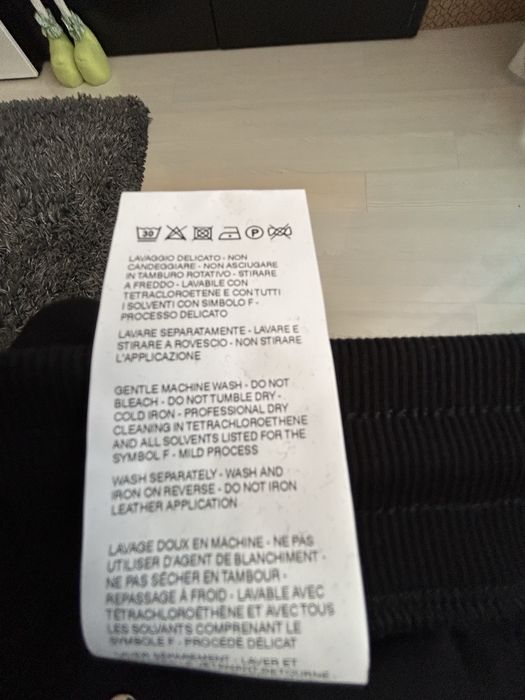 30 P
LAVAGGIO DELICATO - NON
CANDEGGIARE - NON ASCIUGARE
IN TAMBURO ROTATIVO - STIRARE
A FREDDO - LAVABILE CON
TETRACLOROETENE E CON TUTTI
I SOLVENTI CON SIMBOLO F -
PROCESSO DELICATO
LAVARE SEPARATAMENTE - LAVARE E
STIRARE A ROVESCIO - NON STIRARE
L'APPLICAZIONE
GENTLE MACHINE WASH - DO NOT
BLEACH - DO NOT TUMBLE DRY -
COLD IRON - PROFESSIONAL DRY
CLEANING IN TETRACHLOROETHENE
AND ALL SOLVENTS LISTED FOR THE
SYMBOL F - MILD PROCESS
WASH SEPARATELY - WASH AND
IRON ON REVERSE - DO NOT IRON
LEATHER APPLICATION
LAVAGE DOUX EN MACHINE - NE PAS
UTILISER D'AGENT DE BLANCHIMENT -
NE PAS SÉCHER EN TAMBOUR -
REPASSAGE À FROID - LAVABLE AVEC
TÉTRACHLOROÉTHÈNE ET AVEC TOUS
LES SOLVANTS COMPRENANT LE
SYMBOLE F - PROCÉDÉ DÉLICAT
LAVER SÉPARÉMENT - LAVER ET